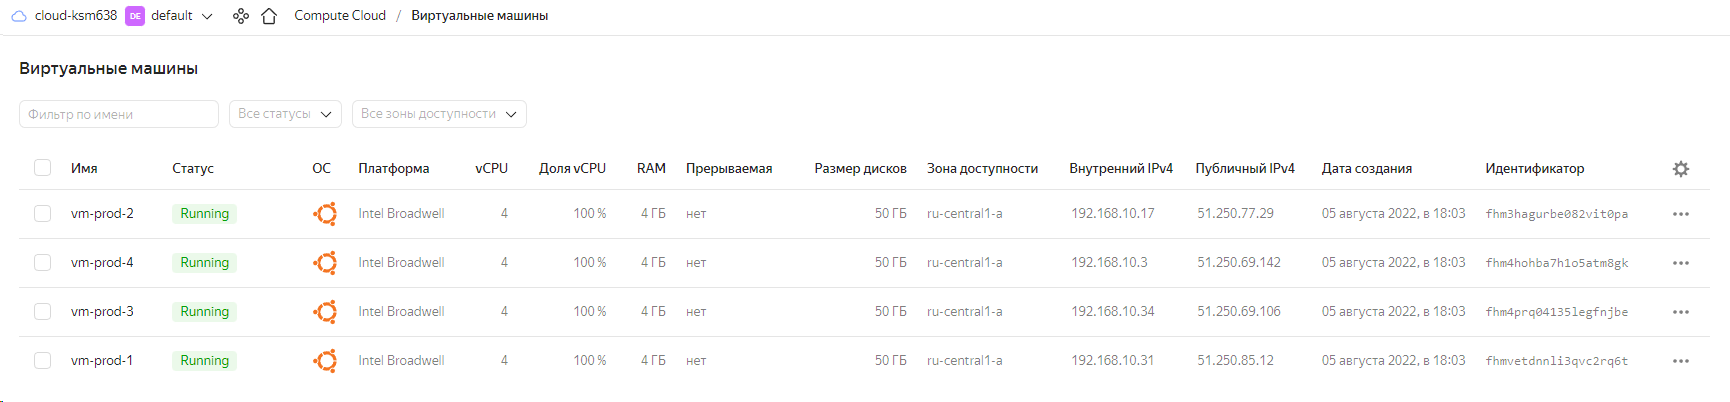 cloud-ksm638 DE default Compute Cloud / Виртуальные машины
Виртуальные машины
Фильтр по имени Все статусы Все зоны доступности
Имя Статус ОС Платформа vCPU Доля vCPU RAM Прерываемая Размер дисков Зона доступности Внутренний IPv4 Публичный IPv4 Дата создания Идентификатор
vm-prod-2 Running Intel Broadwell 4 100 % 4 ГБ нет 50 ГБ ru-central1-a 192.168.10.17 51.250.77.29 05 августа 2022, в 18:03 fhm3hagurbe082vit0pa
vm-prod-4 Running Intel Broadwell 4 100 % 4 ГБ нет 50 ГБ ru-central1-a 192.168.10.3 51.250.69.142 05 августа 2022, в 18:03 fhm4hohba7h1o5atm8gk
vm-prod-3 Running Intel Broadwell 4 100 % 4 ГБ нет 50 ГБ ru-central1-a 192.168.10.34 51.250.69.106 05 августа 2022, в 18:03 fhm4prq04135legfnjbe
vm-prod-1 Running Intel Broadwell 4 100 % 4 ГБ нет 50 ГБ ru-central1-a 192.168.10.31 51.250.85.12 05 августа 2022, в 18:03 fhmvetdnnli3qvc2rq6t